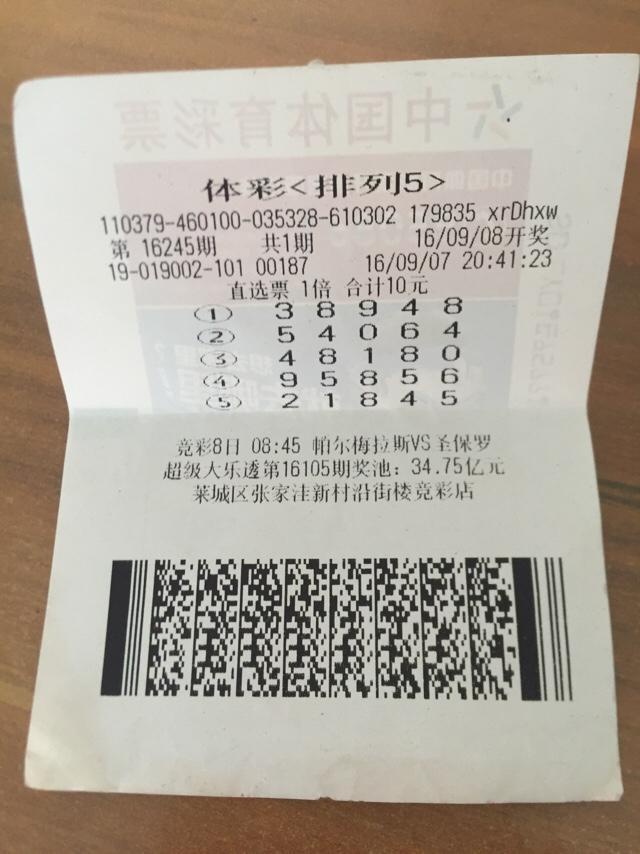 体彩<排列5>
110379-460100-035328-610302 179835 xrDhxw
第 16245期 共1期 16/09/08开奖
19-019002-101 00187 16/09/07 20:41:23
直选票 1倍 合计10元
① 3 8 9 4 8
② 5 4 0 6 4
③ 4 8 1 8 0
④ 9 5 8 5 6
⑤ 2 1 8 4 5
竞彩8日 08:45 帕尔梅拉斯VS圣保罗
超级大乐透第16105期奖池：34.75亿元
莱城区张家洼新村沿街楼竞彩店
中国体育彩票